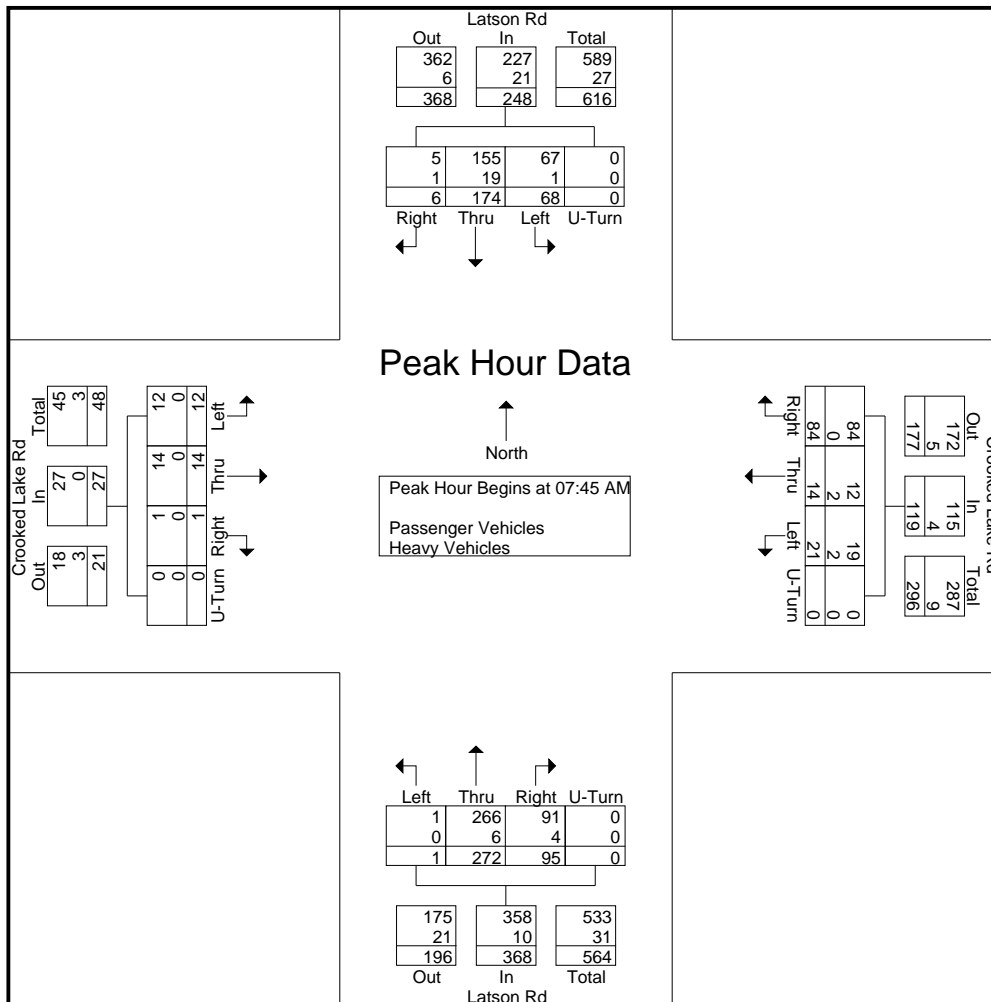 Latson Rd
Out In Total
362 227 589
6 21 27
368 248 616
5 155 67 0
1 19 1 0
6 174 68 0
Right Thru Left U-Turn
Peak Hour Data
North
Peak Hour Begins at 07:45 AM
Passenger Vehicles
Heavy Vehicles
Crooked Lake Rd
Out In Total
18 27 45
3 0 3
21 27 48
0 1 14 12
0 0 0 0
0 1 14 12
U-Turn Right Thru Left
Crooked Lake Rd
Out In Total
172 115 287
5 4 9
177 119 296
84 12 19 0
0 2 2 0
84 14 21 0
Right Thru Left U-Turn
Left Thru Right U-Turn
1 266 91 0
0 6 4 0
1 272 95 0
175 358 533
21 10 31
196 368 564
Out In Total
Latson Rd